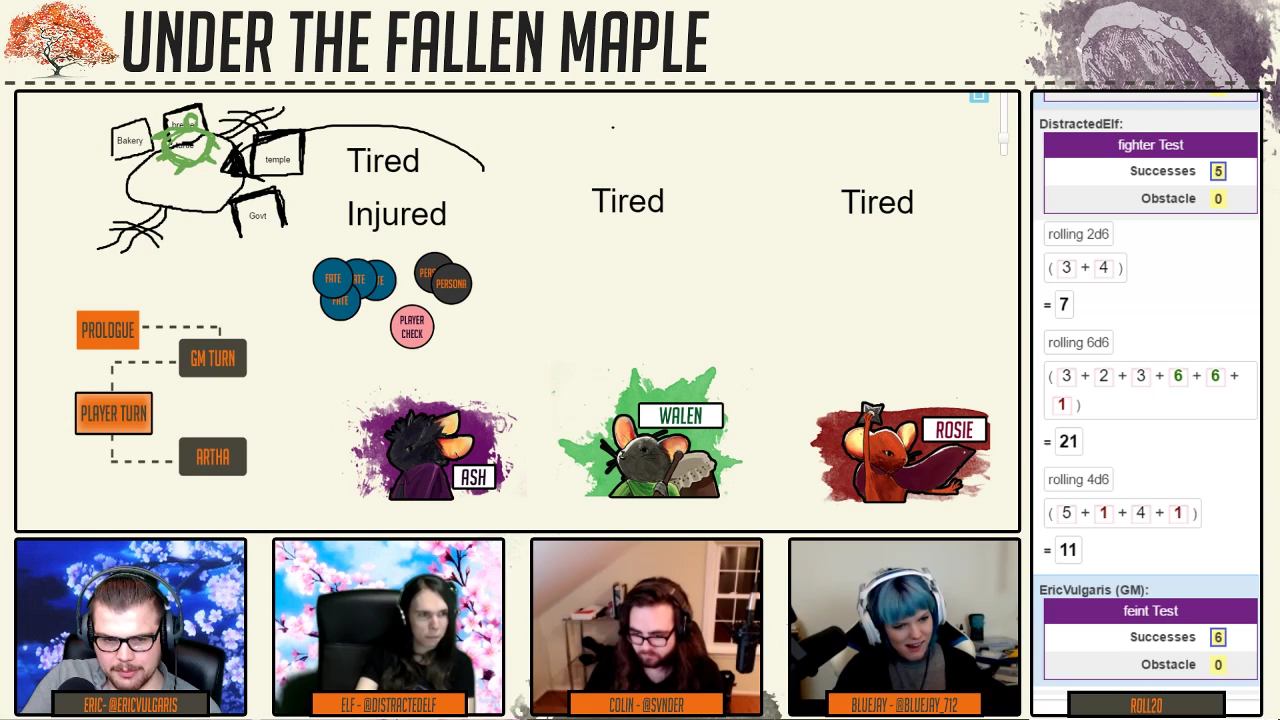 UNDER THE FALLEN MAPLE
Bakery
temple
Govt
Tired
Injured
Tired
Tired
FATE
FATE
PERSONA
PLAYER
CHECK
PROLOGUE
GM TURN
PLAYER TURN
ARTHA
ASH
WALEN
ROSIE
DistractedElf:
fighter Test
Successes 5
Obstacle 0
rolling 2d6
( 3 + 4 )
= 7
rolling 6d6
( 3 + 2 + 3 + 6 + 6 +
1 )
= 21
rolling 4d6
( 5 + 1 + 4 + 1 )
= 11
EricVulgaris (GM):
feint Test
Successes 6
Obstacle 0
ROLL20
ERIC- @ERICVULGARIS
ELF - @DISTRACTEDELF
COLIN - @SVNDER
BLUEJAY - @BLUEJAY_712